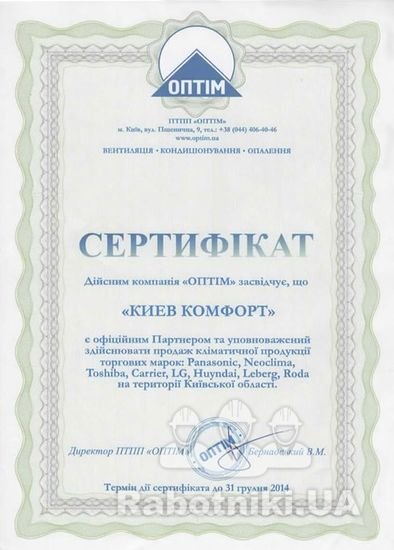 ОПТІМ
ПТПП «ОПТІМ»
м. Київ, вул. Пшенична, 9, тел.: +38 (044) 406-40-46
www.optim.ua
ВЕНТИЛЯЦІЯ • КОНДИЦІОНУВАННЯ • ОПАЛЕННЯ
СЕРТИФІКАТ
Дійсним компанія «ОПТІМ» засвідчує, що
«КИЕВ КОМФОРТ»
є офіційним Партнером та уповноважений
здійснювати продаж кліматичної продукції
торгових марок: Panasonic, Neoclima,
Toshiba, Carrier, LG, Huyndai, Leberg, Roda
на території Київської області.
Директор ПТПП «ОПТІМ» Бернадський В.М.
ОПТІМ
Термін дії сертифіката до 31 грудня 2014
Rabotniki.UA